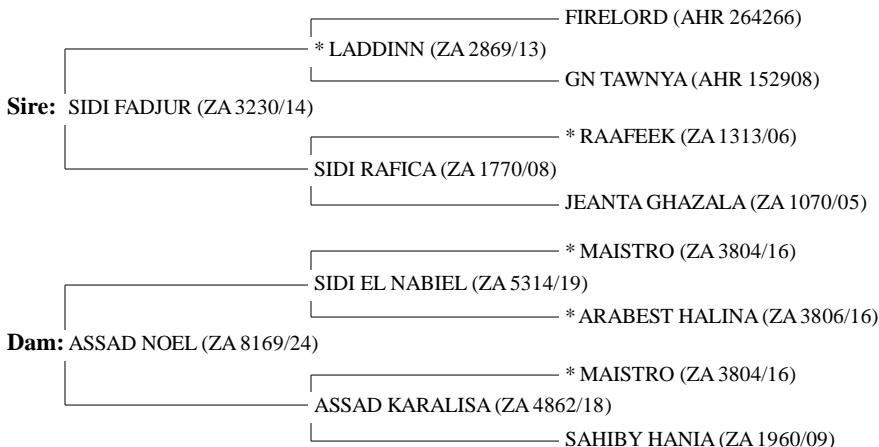 FIRELORD (AHR 264266)
* LADDINN (ZA 2869/13)
GN TAWNYA (AHR 152908)
Sire: SIDI FADJUR (ZA 3230/14)
* RAAFEEK (ZA 1313/06)
SIDI RAFICA (ZA 1770/08)
JEANTA GHAZALA (ZA 1070/05)
* MAISTRO (ZA 3804/16)
SIDI EL NABIEL (ZA 5314/19)
* ARABEST HALINA (ZA 3806/16)
Dam: ASSAD NOEL (ZA 8169/24)
* MAISTRO (ZA 3804/16)
ASSAD KARALISA (ZA 4862/18)
SAHIBY HANIA (ZA 1960/09)